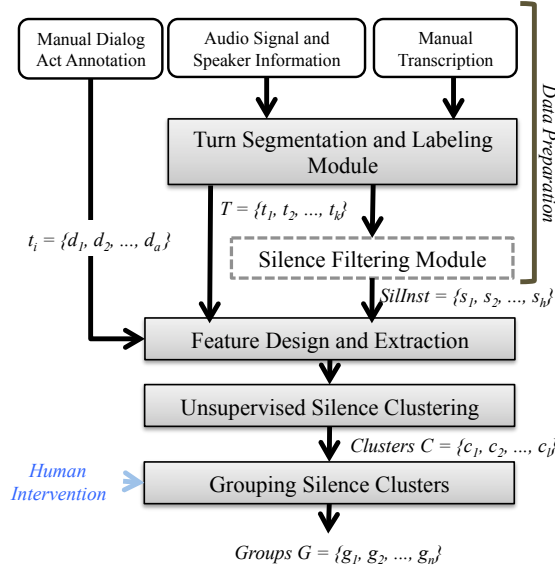 Manual Dialog
Act Annotation
Audio Signal and
Speaker Information
Manual
Transcription
Data Preparation
Turn Segmentation and Labeling
Module
T = {t1, t2, ..., tk}
ti = {d1, d2, ..., da}
Silence Filtering Module
SilInst = {s1, s2, ..., sh}
Feature Design and Extraction
Unsupervised Silence Clustering
Clusters C = {c1, c2, ..., cl}
Human
Intervention
Grouping Silence Clusters
Groups G = {g1, g2, ..., gn}